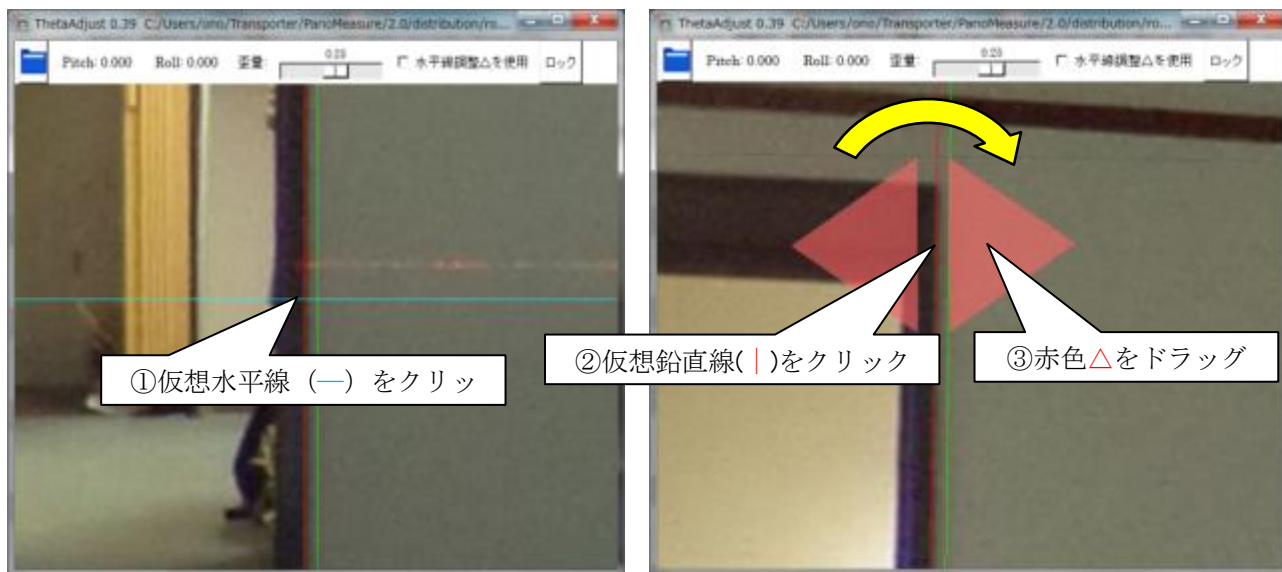 ThetaAdjust 0.39 C:/Users/ono/Transporter/PanoMeasure/2.0/distribution/ro...
Pitch: 0.000 Roll: 0.000 歪量: 0.23 水平線調整△を使用 ロック
①仮想水平線（―）をクリッ
ThetaAdjust 0.39 C:/Users/ono/Transporter/PanoMeasure/2.0/distribution/ro...
Pitch: 0.000 Roll: 0.000 歪量: 0.23 水平線調整△を使用 ロック
②仮想鉛直線(｜)をクリック
③赤色△をドラッグ